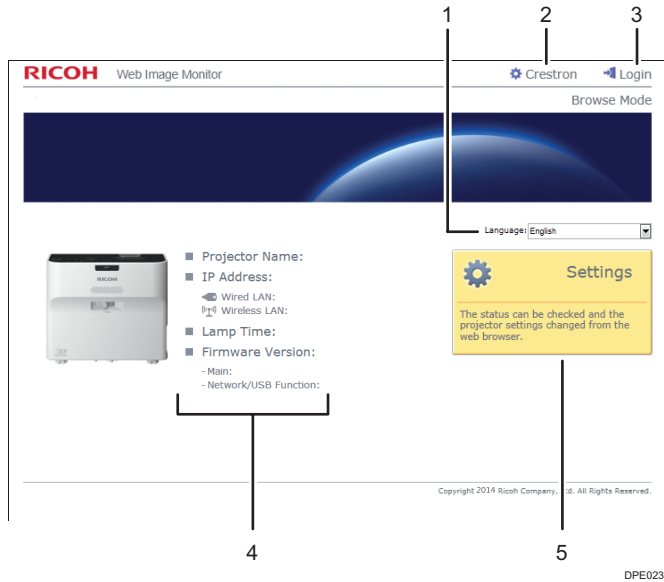 1 2 3
RICOH Web Image Monitor Crestron Login
Browse Mode
Language: English
RICOH
Projector Name:
IP Address:
Wired LAN:
Wireless LAN:
Lamp Time:
Firmware Version:
- Main:
- Network/USB Function:
Settings
The status can be checked and the
projector settings changed from the
web browser.
Copyright 2014 Ricoh Company, td. All Rights Reserved.
4 5
DPE023